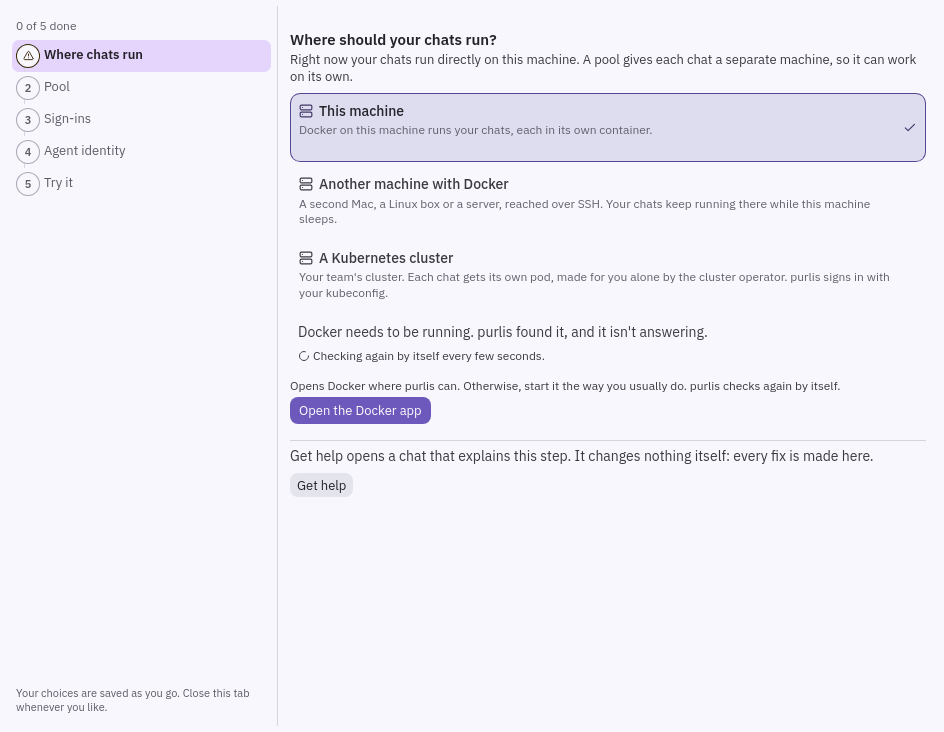 0 of 5 done
Where chats run
2 Pool
3 Sign-ins
4 Agent identity
5 Try it
Your choices are saved as you go. Close this tab
whenever you like.
Where should your chats run?
Right now your chats run directly on this machine. A pool gives each chat a separate machine, so it can work
on its own.
This machine
Docker on this machine runs your chats, each in its own container.
Another machine with Docker
A second Mac, a Linux box or a server, reached over SSH. Your chats keep running there while this machine
sleeps.
A Kubernetes cluster
Your team's cluster. Each chat gets its own pod, made for you alone by the cluster operator. purlis signs in with
your kubeconfig.
Docker needs to be running. purlis found it, and it isn't answering.
Checking again by itself every few seconds.
Opens Docker where purlis can. Otherwise, start it the way you usually do. purlis checks again by itself.
Open the Docker app
Get help opens a chat that explains this step. It changes nothing itself: every fix is made here.
Get help